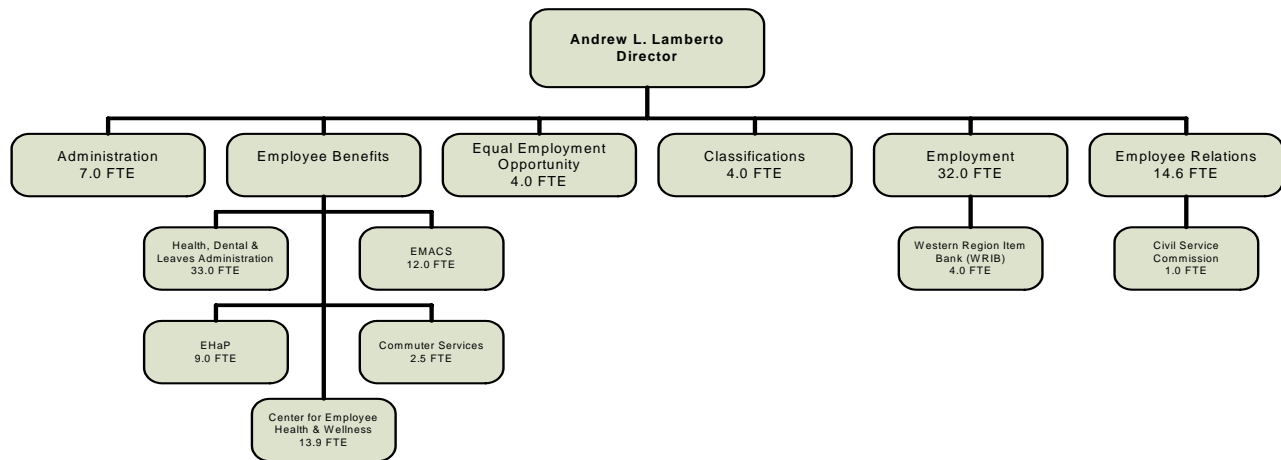 Andrew L. Lamberto
Director
Administration
7.0 FTE
Employee Benefits
Equal Employment
Opportunity
4.0 FTE
Classifications
4.0 FTE
Employment
32.0 FTE
Employee Relations
14.6 FTE
Health, Dental &
Leaves Administration
33.0 FTE
EMACS
12.0 FTE
Western Region Item
Bank (WRIB)
4.0 FTE
Civil Service
Commission
1.0 FTE
EHaP
9.0 FTE
Commuter Services
2.5 FTE
Center for Employee
Health & Wellness
13.9 FTE